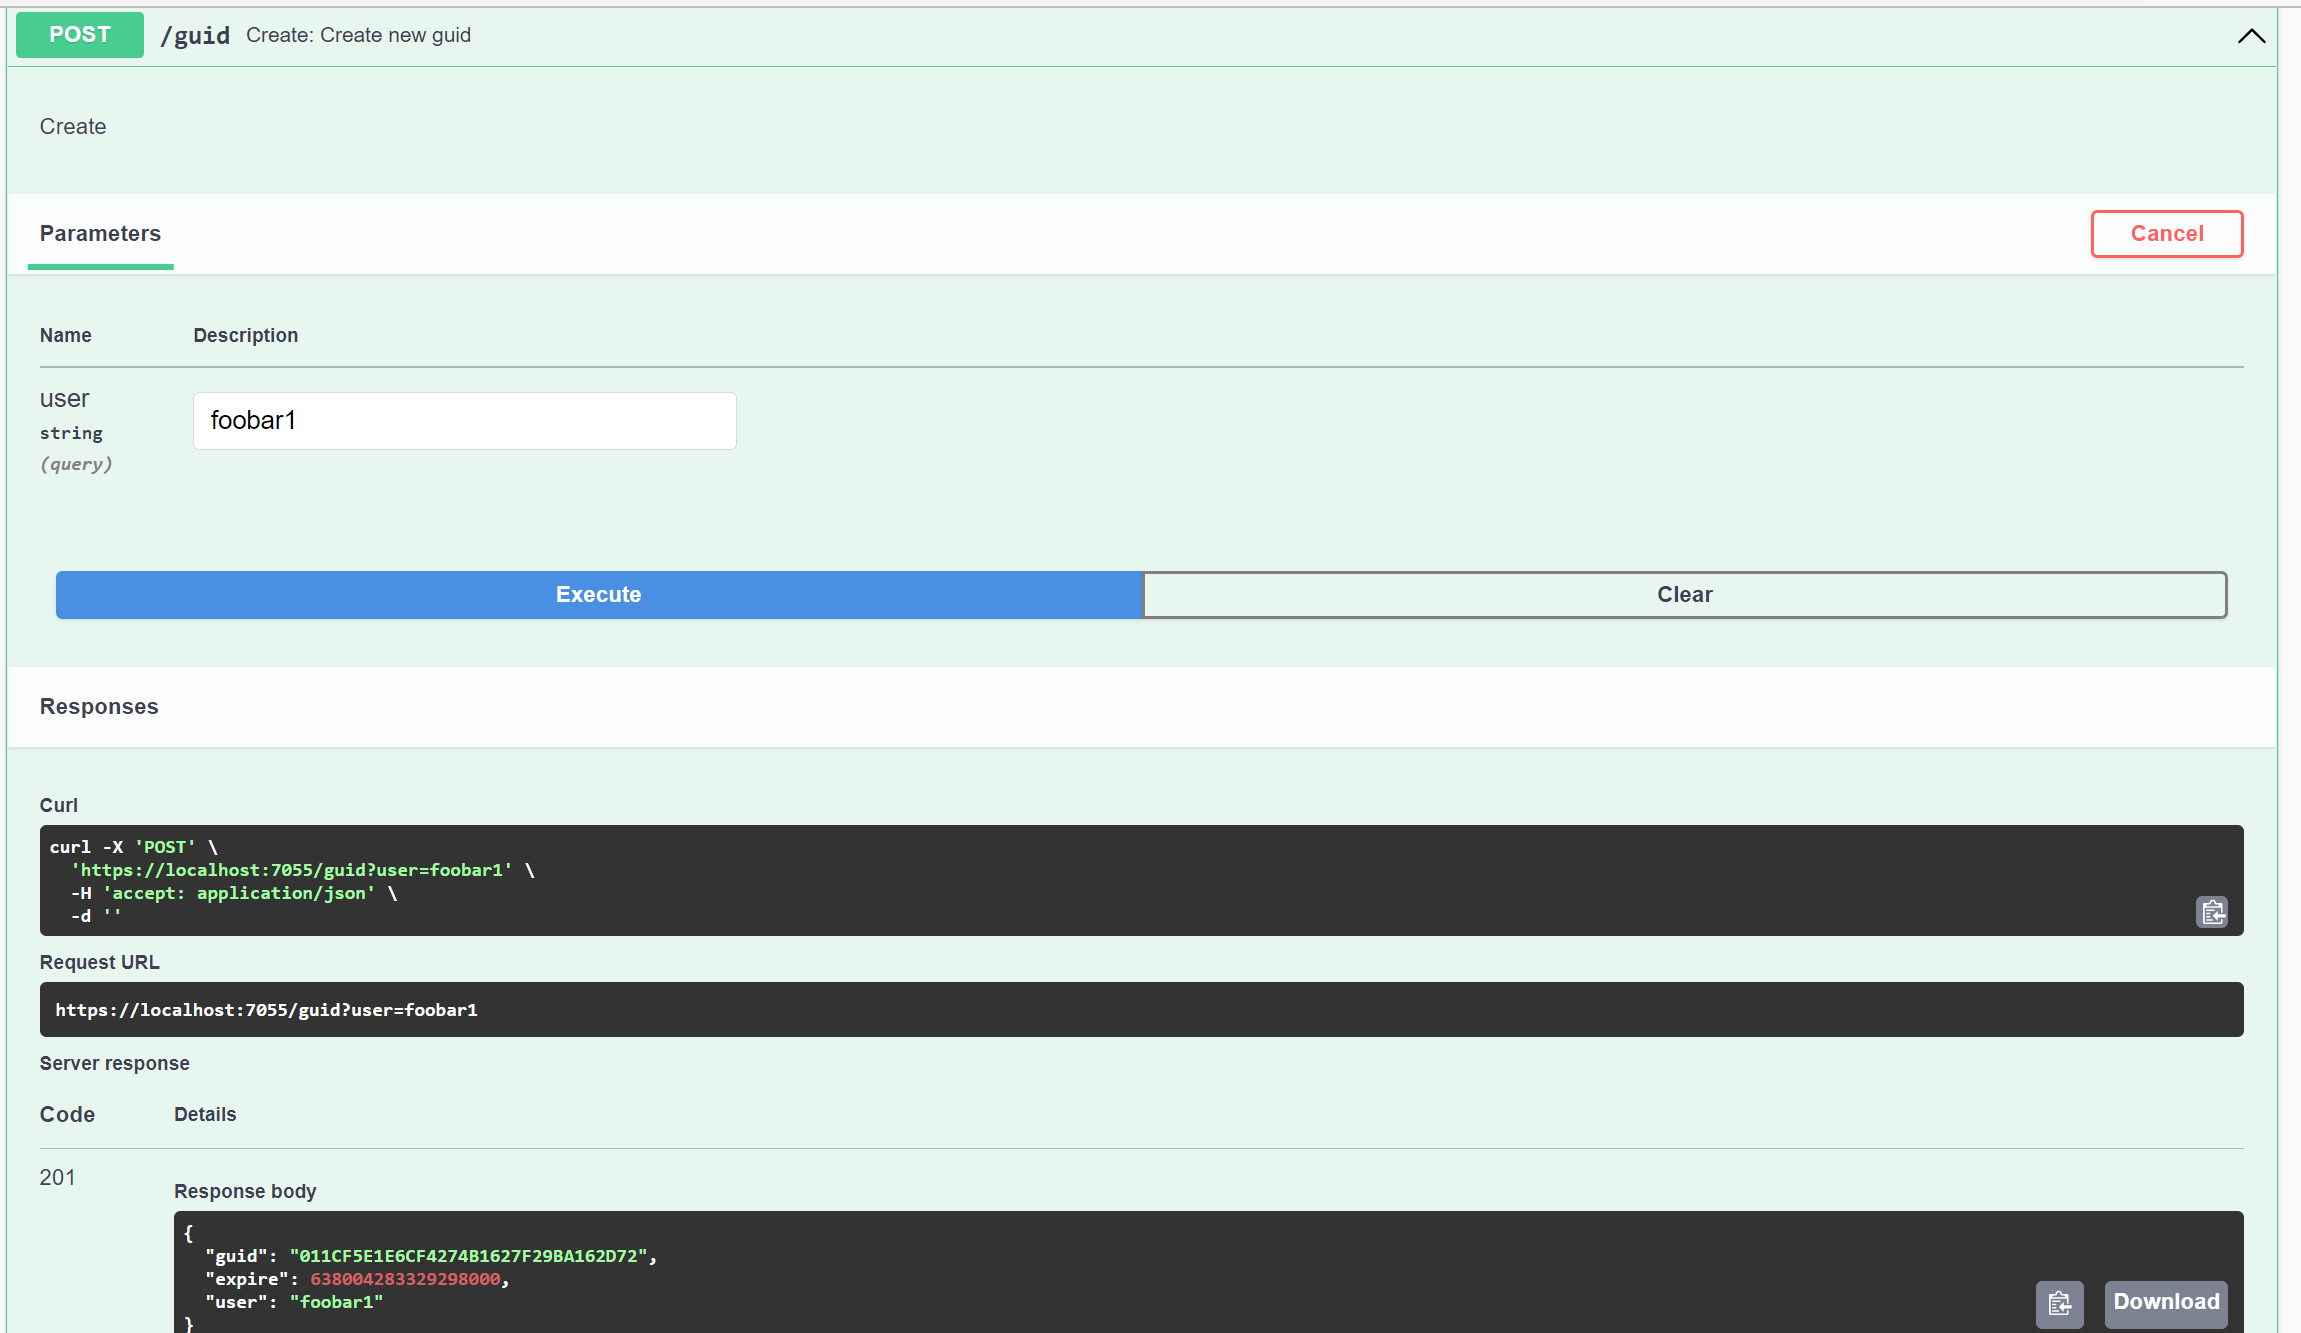 POST /guid Create: Create new guid
Create
Parameters
Cancel
Name Description
user
string
(query)
foobar1
Execute Clear
Responses
Curl
curl -X 'POST' \
  'https://localhost:7055/guid?user=foobar1' \
  -H 'accept: application/json' \
  -d ''
Request URL
https://localhost:7055/guid?user=foobar1
Server response
Code Details
201
Response body
{
  "guid": "011CF5E1E6CF4274B1627F29BA162D72",
  "expire": 638004283329298000,
  "user": "foobar1"
}
Download